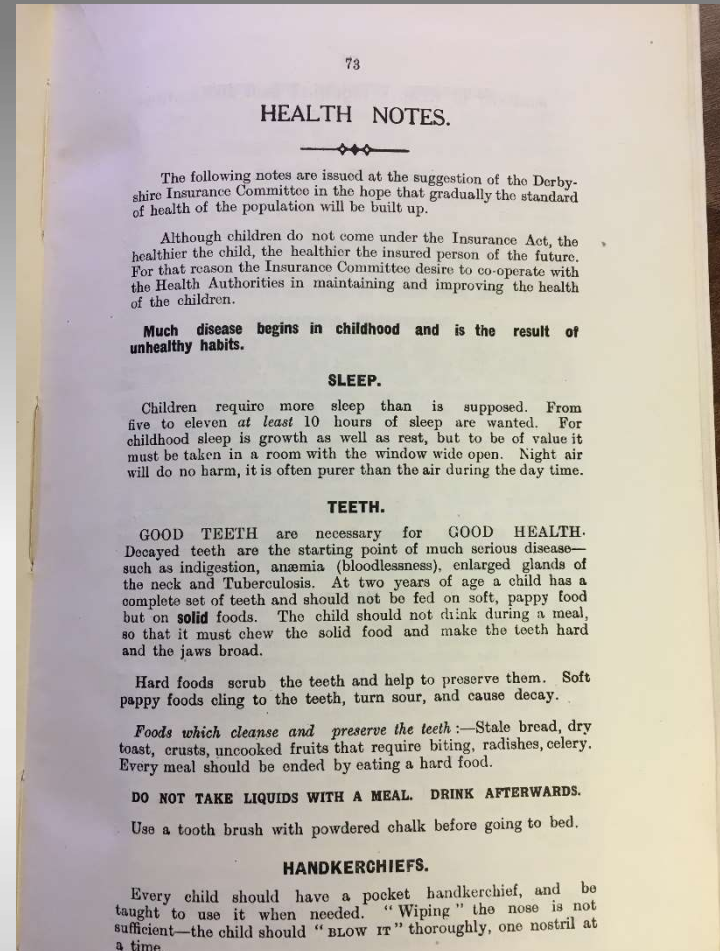 73
HEALTH NOTES.
The following notes are issued at the suggestion of the Derby-
shire Insurance Committee in the hope that gradually the standard
of health of the population will be built up.
Although children do not come under the Insurance Act, the
healthier the child, the healthier the insured person of the future.
For that reason the Insurance Committee desire to co-operate with
the Health Authorities in maintaining and improving the health
of the children.
Much disease begins in childhood and is the result of
unhealthy habits.
SLEEP.
Children require more sleep than is supposed. From
five to eleven at least 10 hours of sleep are wanted. For
childhood sleep is growth as well as rest, but to be of value it
must be taken in a room with the window wide open. Night air
will do no harm, it is often purer than the air during the day time.
TEETH.
GOOD TEETH are necessary for GOOD HEALTH.
Decayed teeth are the starting point of much serious disease—
such as indigestion, anæmia (bloodlessness), enlarged glands of
the neck and Tuberculosis. At two years of age a child has a
complete set of teeth and should not be fed on soft, pappy food
but on solid foods. The child should not drink during a meal,
so that it must chew the solid food and make the teeth hard
and the jaws broad.
Hard foods scrub the teeth and help to preserve them. Soft
pappy foods cling to the teeth, turn sour, and cause decay.
Foods which cleanse and preserve the teeth :—Stale bread, dry
toast, crusts, uncooked fruits that require biting, radishes, celery.
Every meal should be ended by eating a hard food.
DO NOT TAKE LIQUIDS WITH A MEAL. DRINK AFTERWARDS.
Use a tooth brush with powdered chalk before going to bed.
HANDKERCHIEFS.
Every child should have a pocket handkerchief, and be
taught to use it when needed. “Wiping” the nose is not
sufficient—the child should “BLOW IT” thoroughly, one nostril at
a time